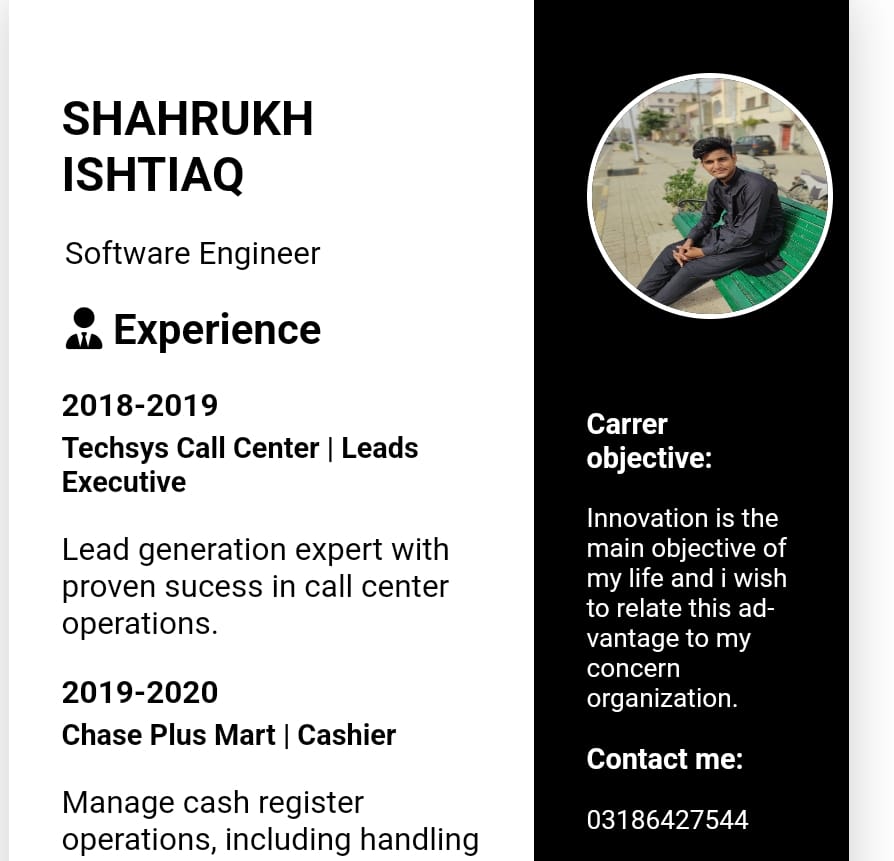 SHAHRUKH
ISHTIAQ
Software Engineer
Experience
2018-2019
Techsys Call Center | Leads
Executive
Lead generation expert with
proven sucess in call center
operations.
2019-2020
Chase Plus Mart | Cashier
Manage cash register
operations, including handling
Carrer
objective:
Innovation is the
main objective of
my life and i wish
to relate this ad-
vantage to my
concern
organization.
Contact me:
03186427544